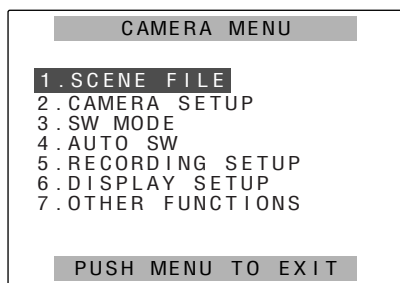 CAMERA MENU
1.SCENE FILE
2.CAMERA SETUP
3.SW MODE
4.AUTO SW
5.RECORDING SETUP
6.DISPLAY SETUP
7.OTHER FUNCTIONS
PUSH MENU TO EXIT